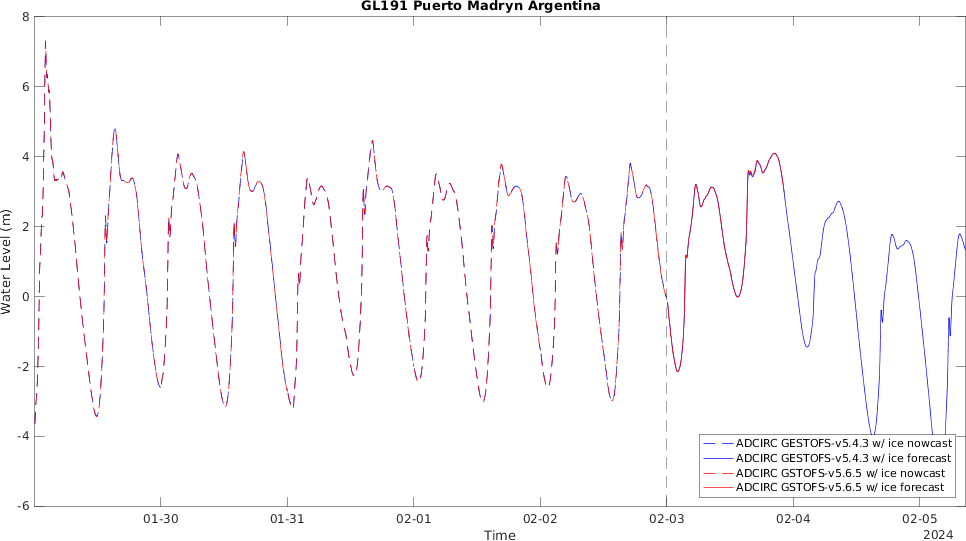 GL191 Puerto Madryn Argentina
8
6
4
2
0
-2
-4
-6
Water Level (m)
ADCIRC GESTOFS-v5.4.3 w/ ice nowcast
ADCIRC GESTOFS-v5.4.3 w/ ice forecast
ADCIRC GSTOFS-v5.6.5 w/ ice nowcast
ADCIRC GSTOFS-v5.6.5 w/ ice forecast
01-30 01-31 02-01 02-02 02-03 02-04 02-05
Time 2024